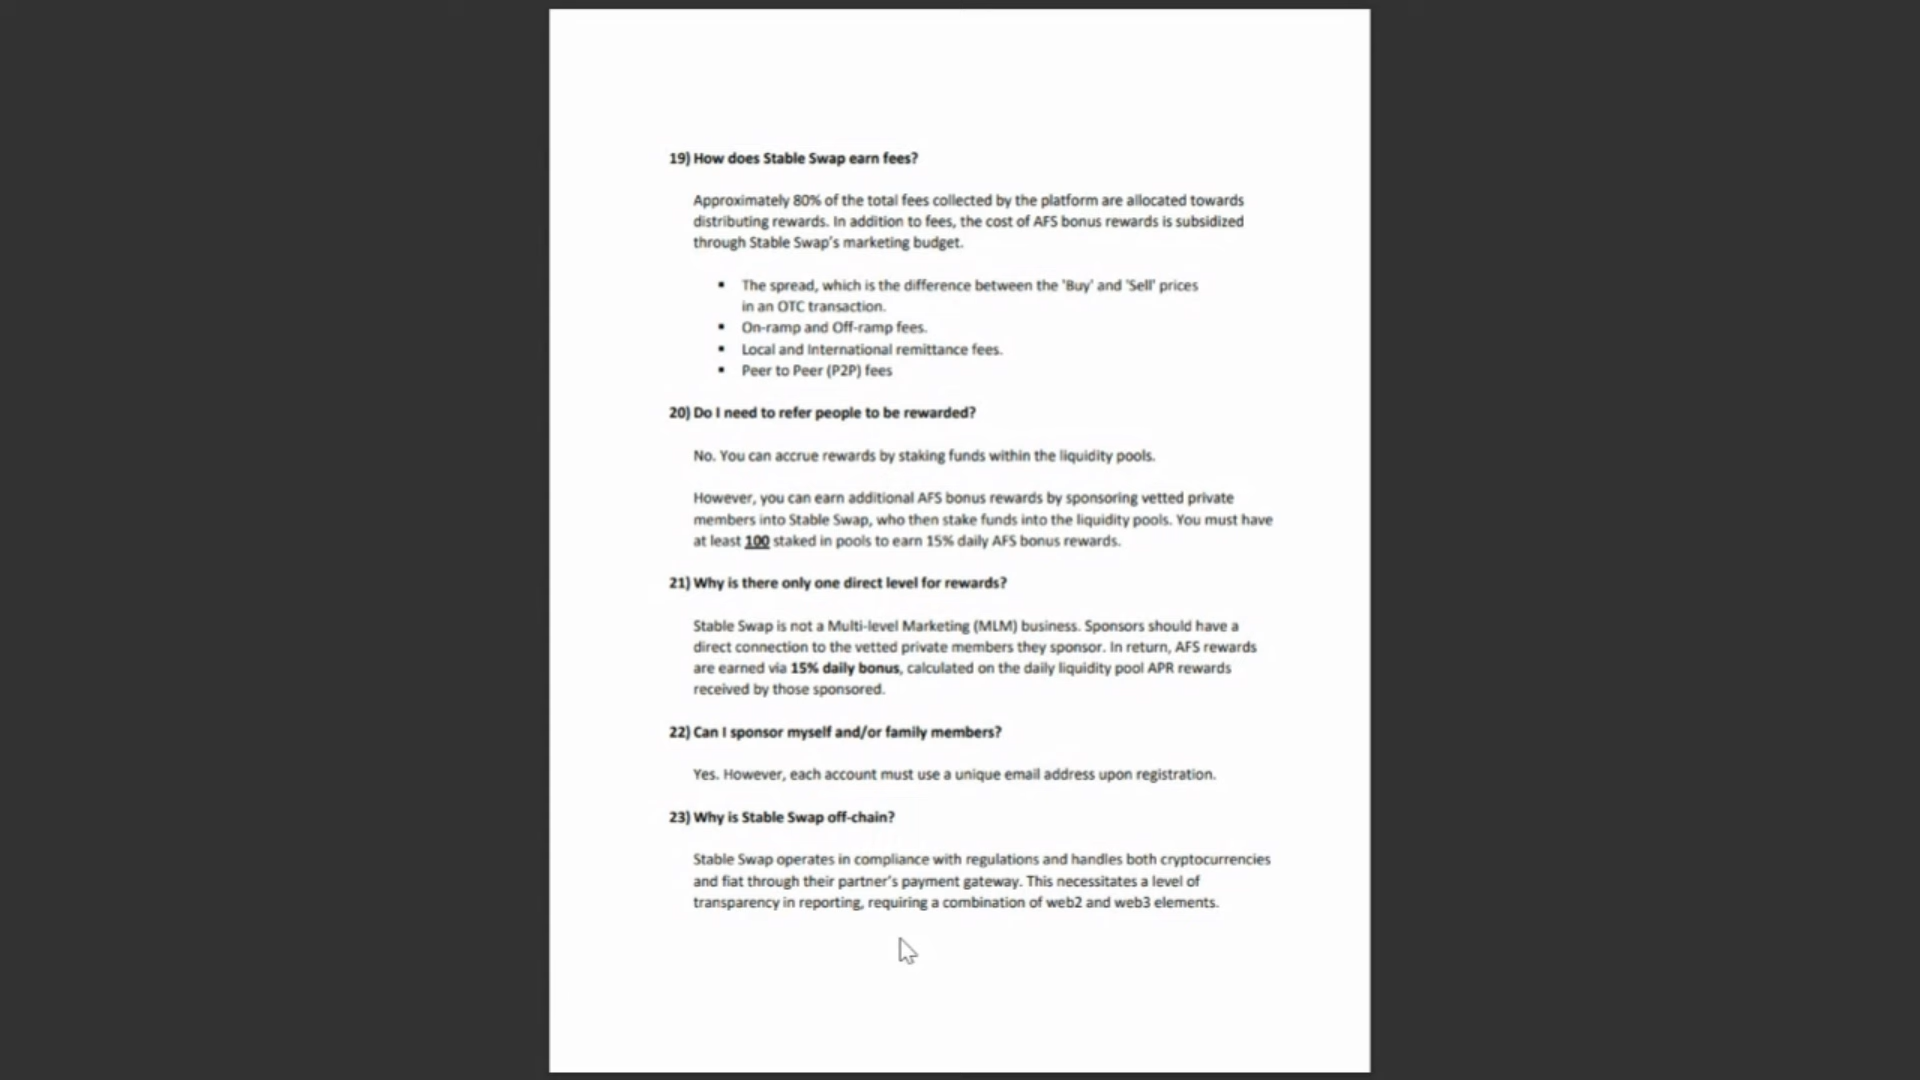 19) How does Stable Swap earn fees?
Approximately 80% of the total fees collected by the platform are allocated towards
distributing rewards. In addition to fees, the cost of AFS bonus rewards is subsidized
through Stable Swap's marketing budget.
▪ The spread, which is the difference between the 'Buy' and 'Sell' prices
in an OTC transaction.
▪ On-ramp and Off-ramp fees.
▪ Local and International remittance fees.
▪ Peer to Peer (P2P) fees
20) Do I need to refer people to be rewarded?
No. You can accrue rewards by staking funds within the liquidity pools.
However, you can earn additional AFS bonus rewards by sponsoring vetted private
members into Stable Swap, who then stake funds into the liquidity pools. You must have
at least 100 staked in pools to earn 15% daily AFS bonus rewards.
21) Why is there only one direct level for rewards?
Stable Swap is not a Multi-level Marketing (MLM) business. Sponsors should have a
direct connection to the vetted private members they sponsor. In return, AFS rewards
are earned via 15% daily bonus, calculated on the daily liquidity pool APR rewards
received by those sponsored.
22) Can I sponsor myself and/or family members?
Yes. However, each account must use a unique email address upon registration.
23) Why is Stable Swap off-chain?
Stable Swap operates in compliance with regulations and handles both cryptocurrencies
and fiat through their partner's payment gateway. This necessitates a level of
transparency in reporting, requiring a combination of web2 and web3 elements.